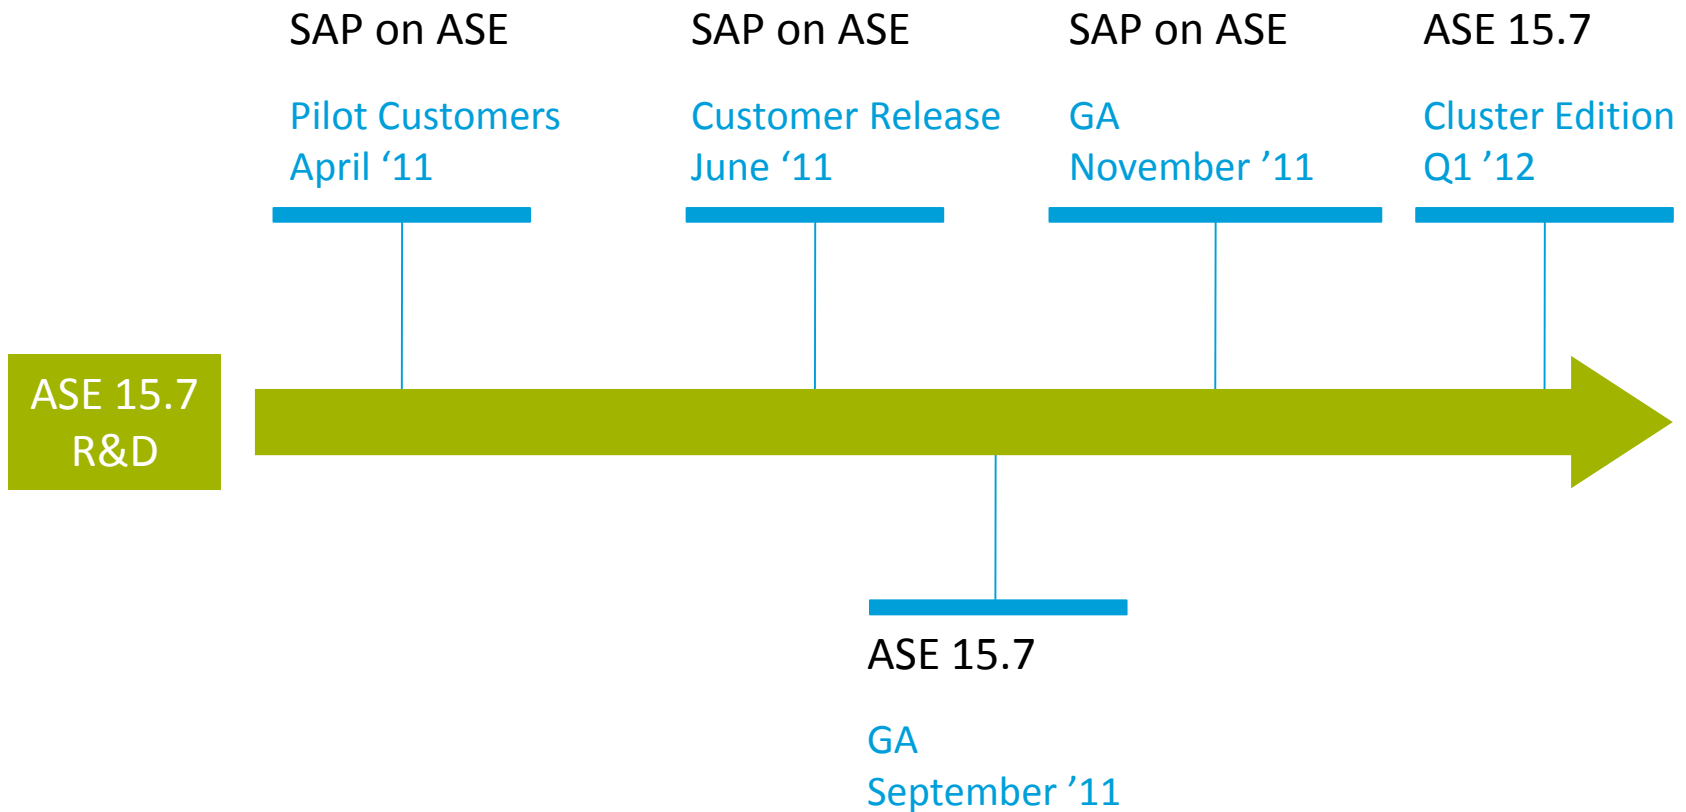 SAP on ASE
Pilot Customers
April ‘11
SAP on ASE
Customer Release
June ‘11
SAP on ASE
GA
November ’11
ASE 15.7
Cluster Edition
Q1 ’12
ASE 15.7
R&D
ASE 15.7
GA
September ’11